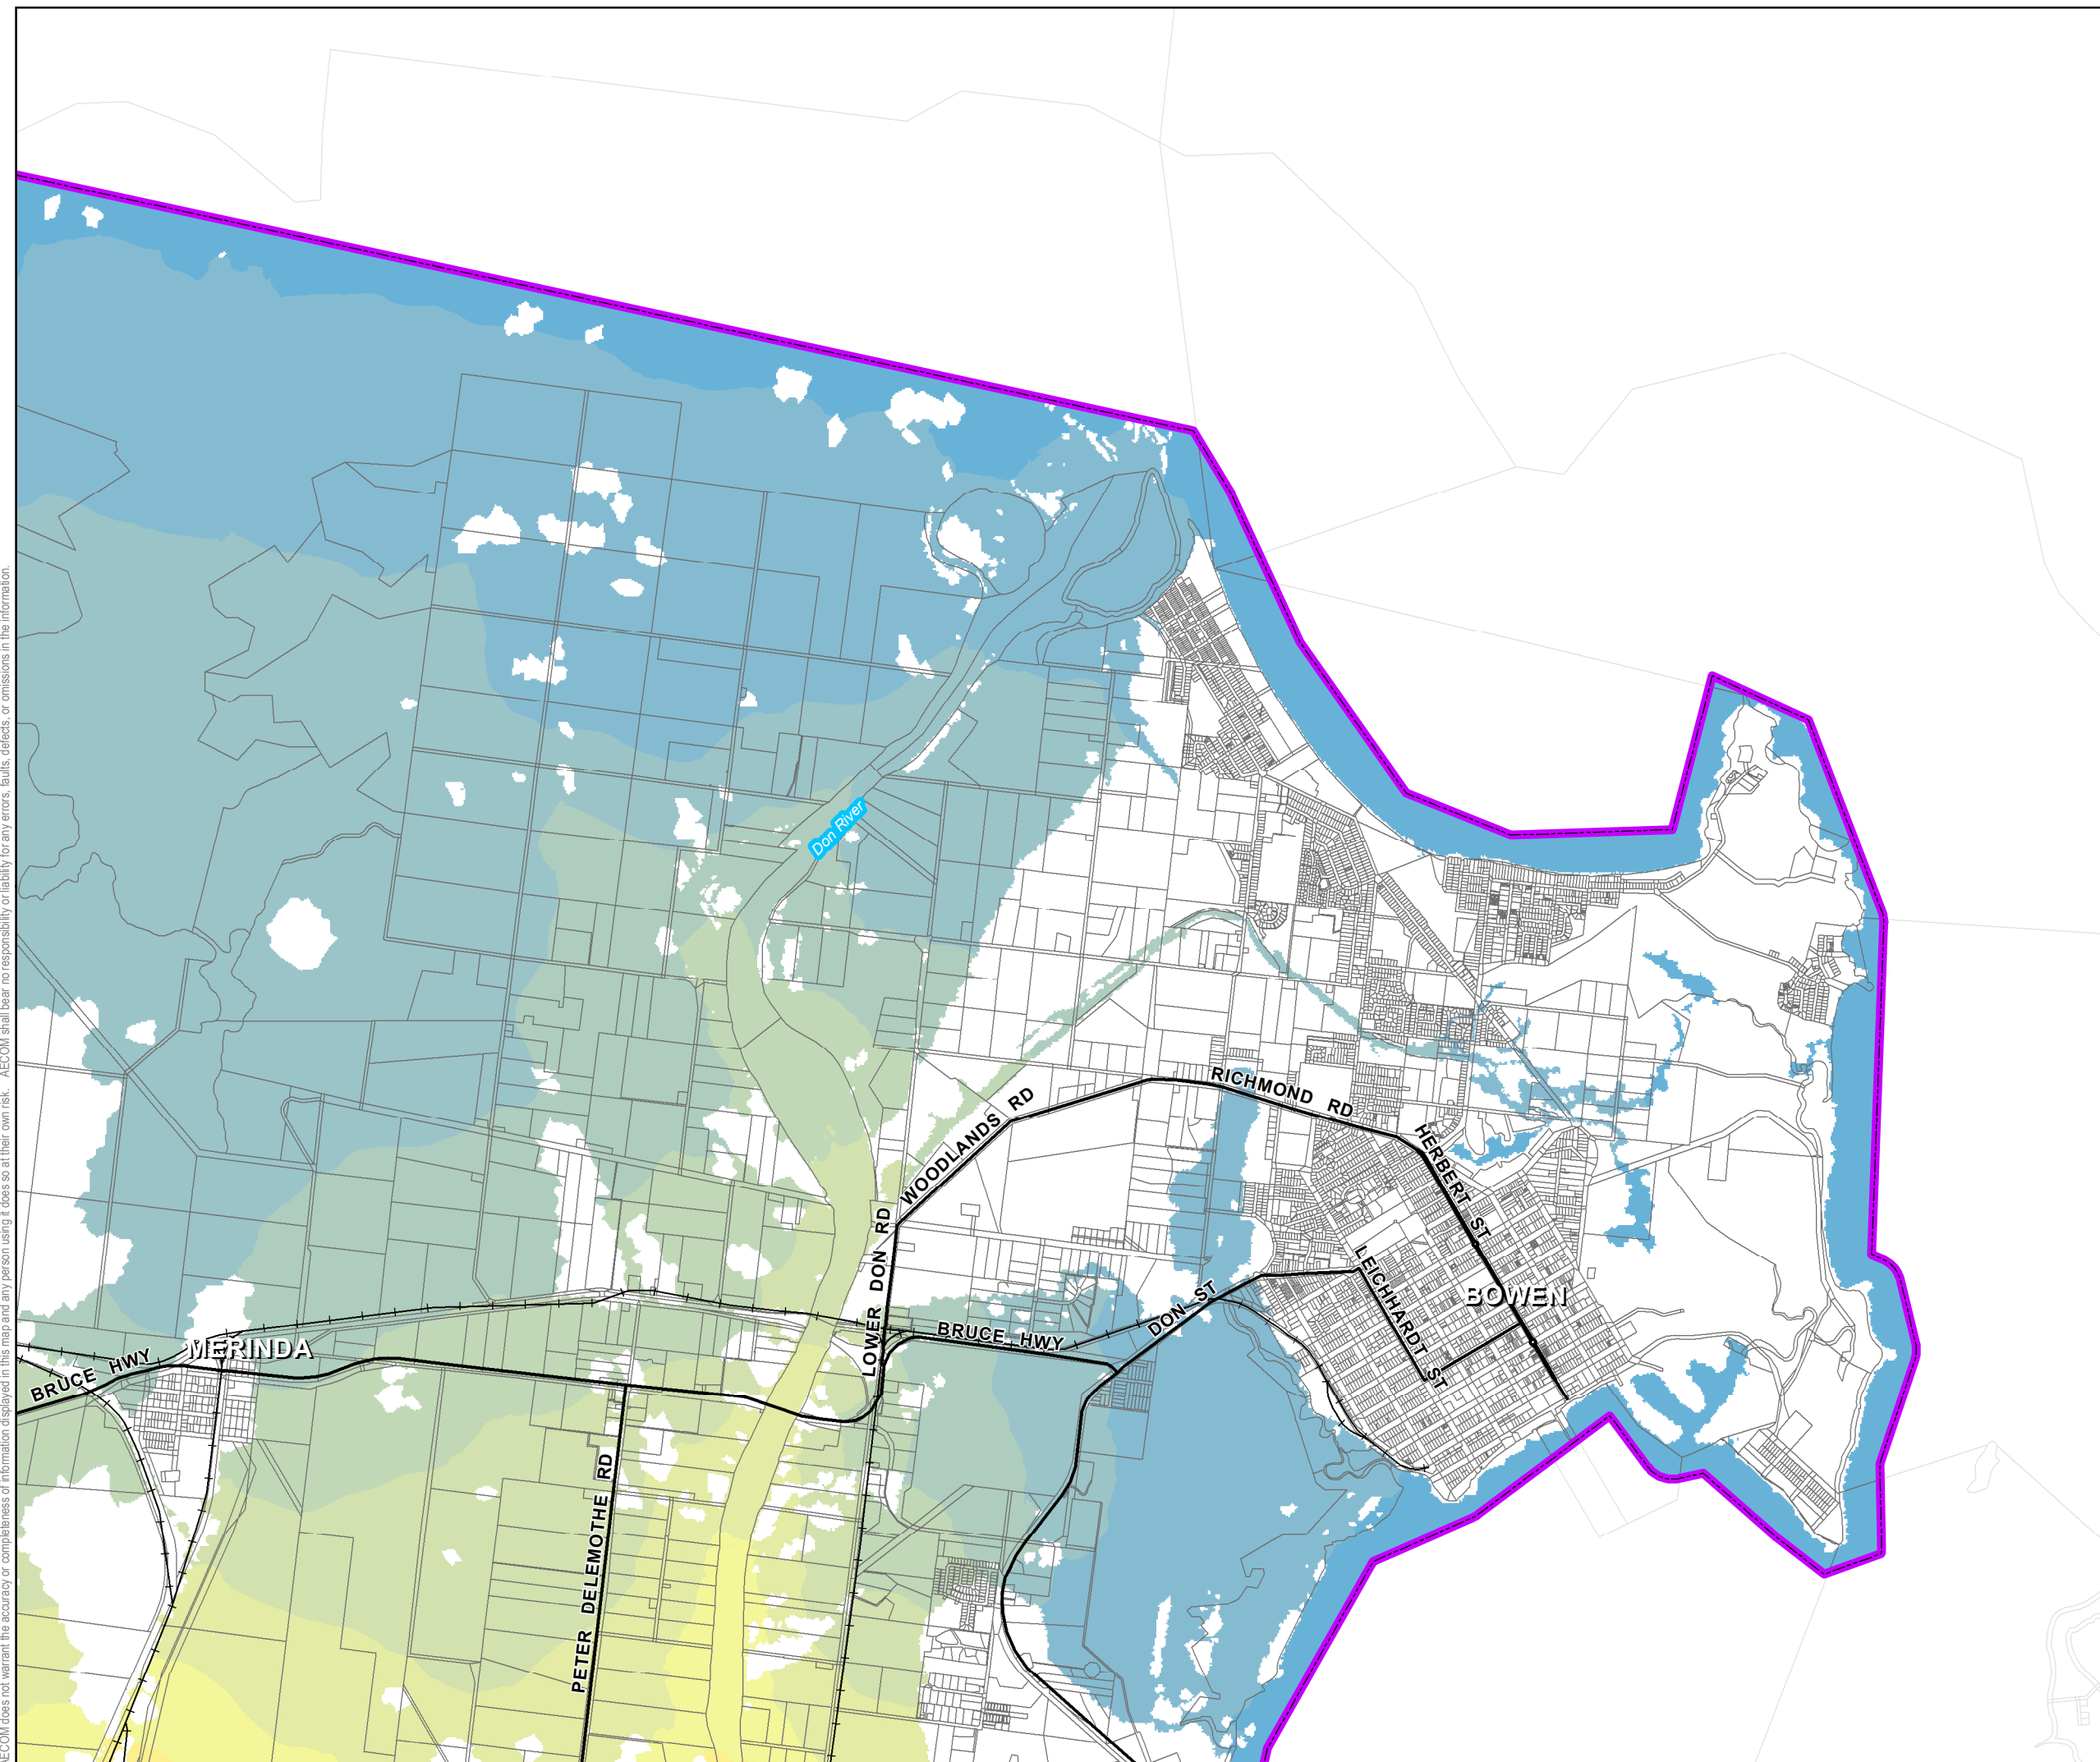 Don River
WOODLANDS RD
RICHMOND RD
HERBERT ST
LOWER DON RD
DON ST
LEICHHARDT ST
BOWEN
BRUCE HWY
MERINDA
BRUCE HWY
PETER DELEMOTHE RD
AECOM does not warrant the accuracy or completeness of information displayed in this map and any person using it does so at their own risk. AECOM shall bear no responsibility or liability for any errors, faults, defects, or omissions in the information.